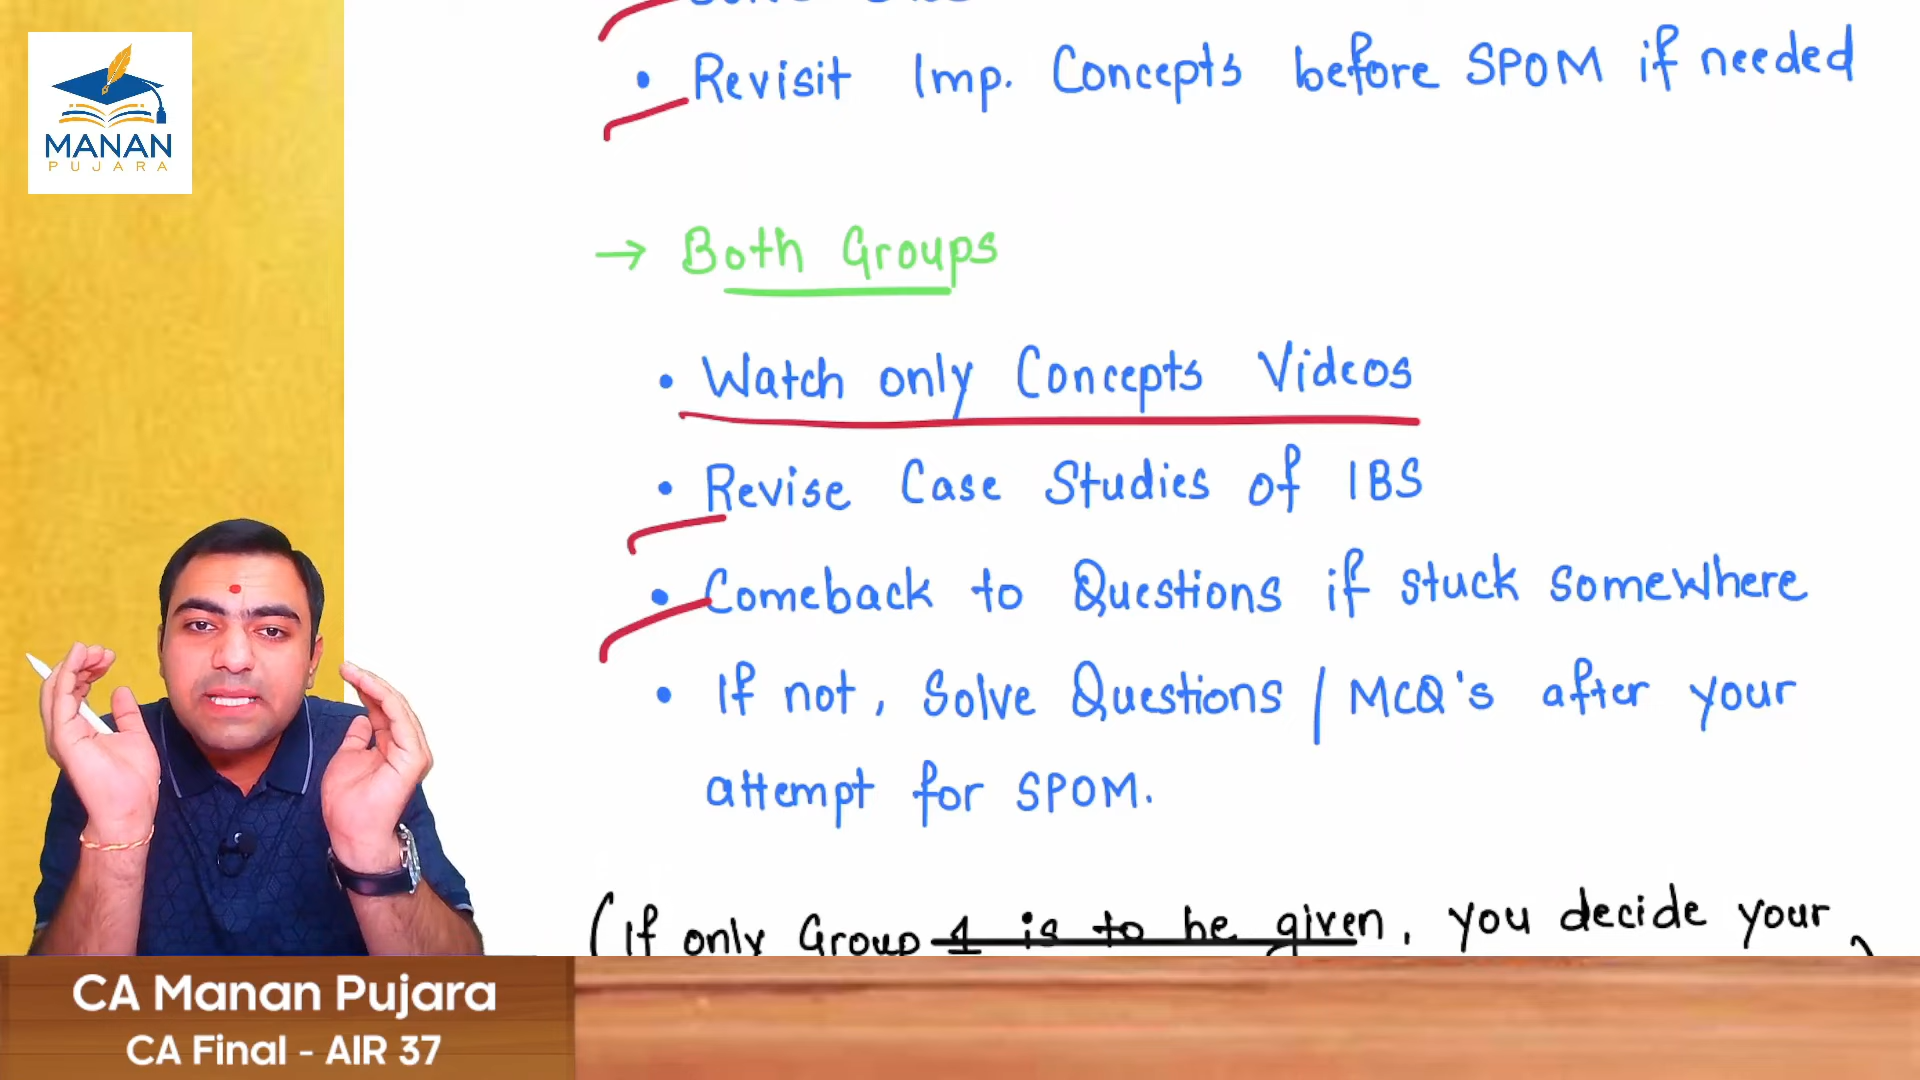 MANAN
PUJARA
• Revisit Imp. Concepts before SPOM if needed
→ Both Groups
• Watch only Concepts Videos
• Revise Case Studies of IBS
• Comeback to Questions if stuck somewhere
• If not, Solve Questions / MCQ's after your
attempt for SPOM.
(If only Group 1 is to be given, you decide your
CA Manan Pujara
CA Final - AIR 37